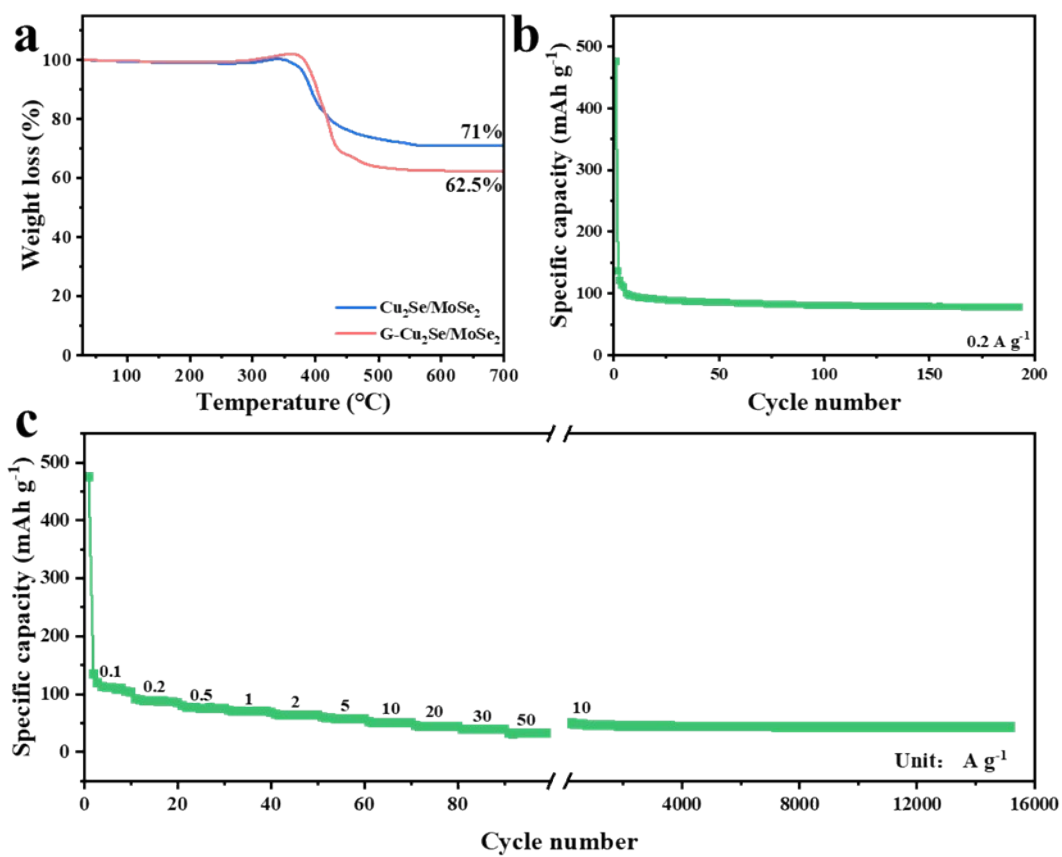 a
100
80
60
40
20
0
Weight loss (%)
71%
62.5%
Cu₂Se/MoSe₂
G-Cu₂Se/MoSe₂
100 200 300 400 500 600 700
Temperature (°C)
b
500
400
300
200
100
0
Specific capacity (mAh g⁻¹)
0.2 A g⁻¹
0 50 100 150 200
Cycle number
c
500
400
300
200
100
0
Specific capacity (mAh g⁻¹)
0.1 0.2 0.5 1 2 5 10 20 30 50 10
Unit: A g⁻¹
0 20 40 60 80 4000 8000 12000 16000
Cycle number